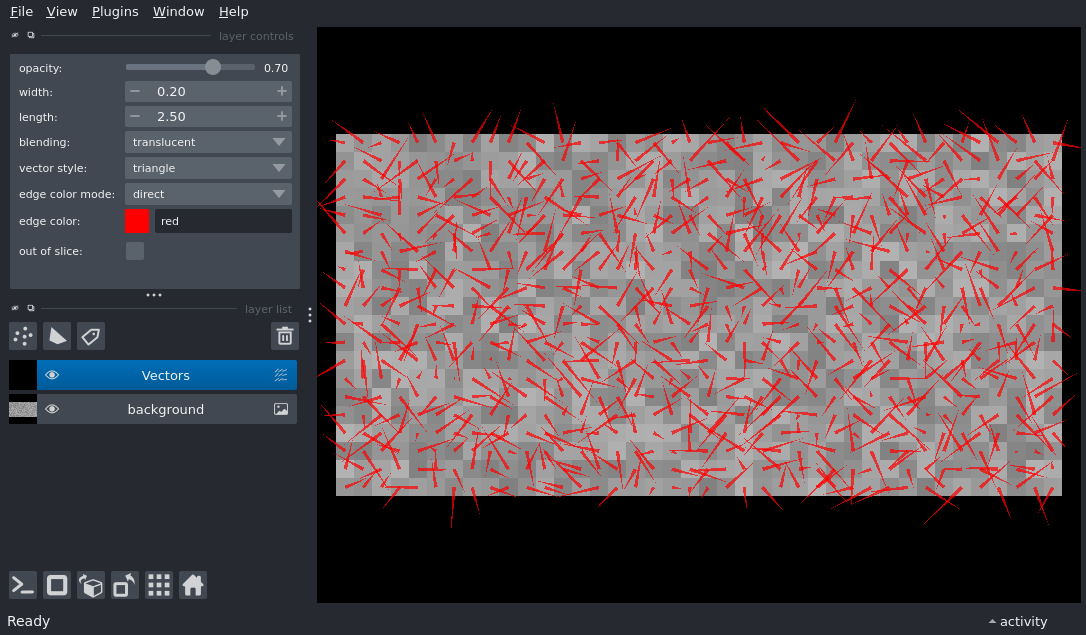 File View Plugins Window Help
layer controls
opacity: 0.70
width: 0.20
length: 2.50
blending: translucent
vector style: triangle
edge color mode: direct
edge color: red
out of slice:
layer list
Vectors
background
Ready
activity